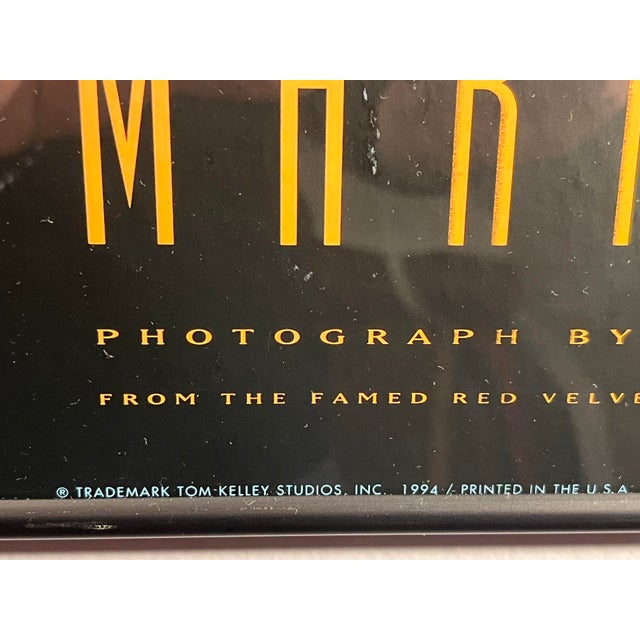 MAR
PHOTOGRAPH BY
FROM THE FAMED RED VELVE
® TRADEMARK TOM KELLEY STUDIOS, INC., 1994 / PRINTED IN THE U.S.A.